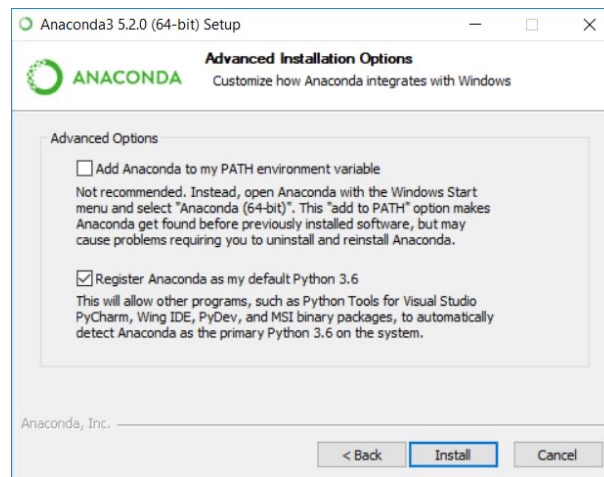 Anaconda3 5.2.0 (64-bit) Setup
ANACONDA
Advanced Installation Options
Customize how Anaconda integrates with Windows
Advanced Options
Add Anaconda to my PATH environment variable
Not recommended. Instead, open Anaconda with the Windows Start
menu and select "Anaconda (64-bit)". This "add to PATH" option makes
Anaconda get found before previously installed software, but may
cause problems requiring you to uninstall and reinstall Anaconda.
Register Anaconda as my default Python 3.6
This will allow other programs, such as Python Tools for Visual Studio
PyCharm, Wing IDE, PyDev, and MSI binary packages, to automatically
detect Anaconda as the primary Python 3.6 on the system.
Anaconda, Inc.
< Back Install Cancel